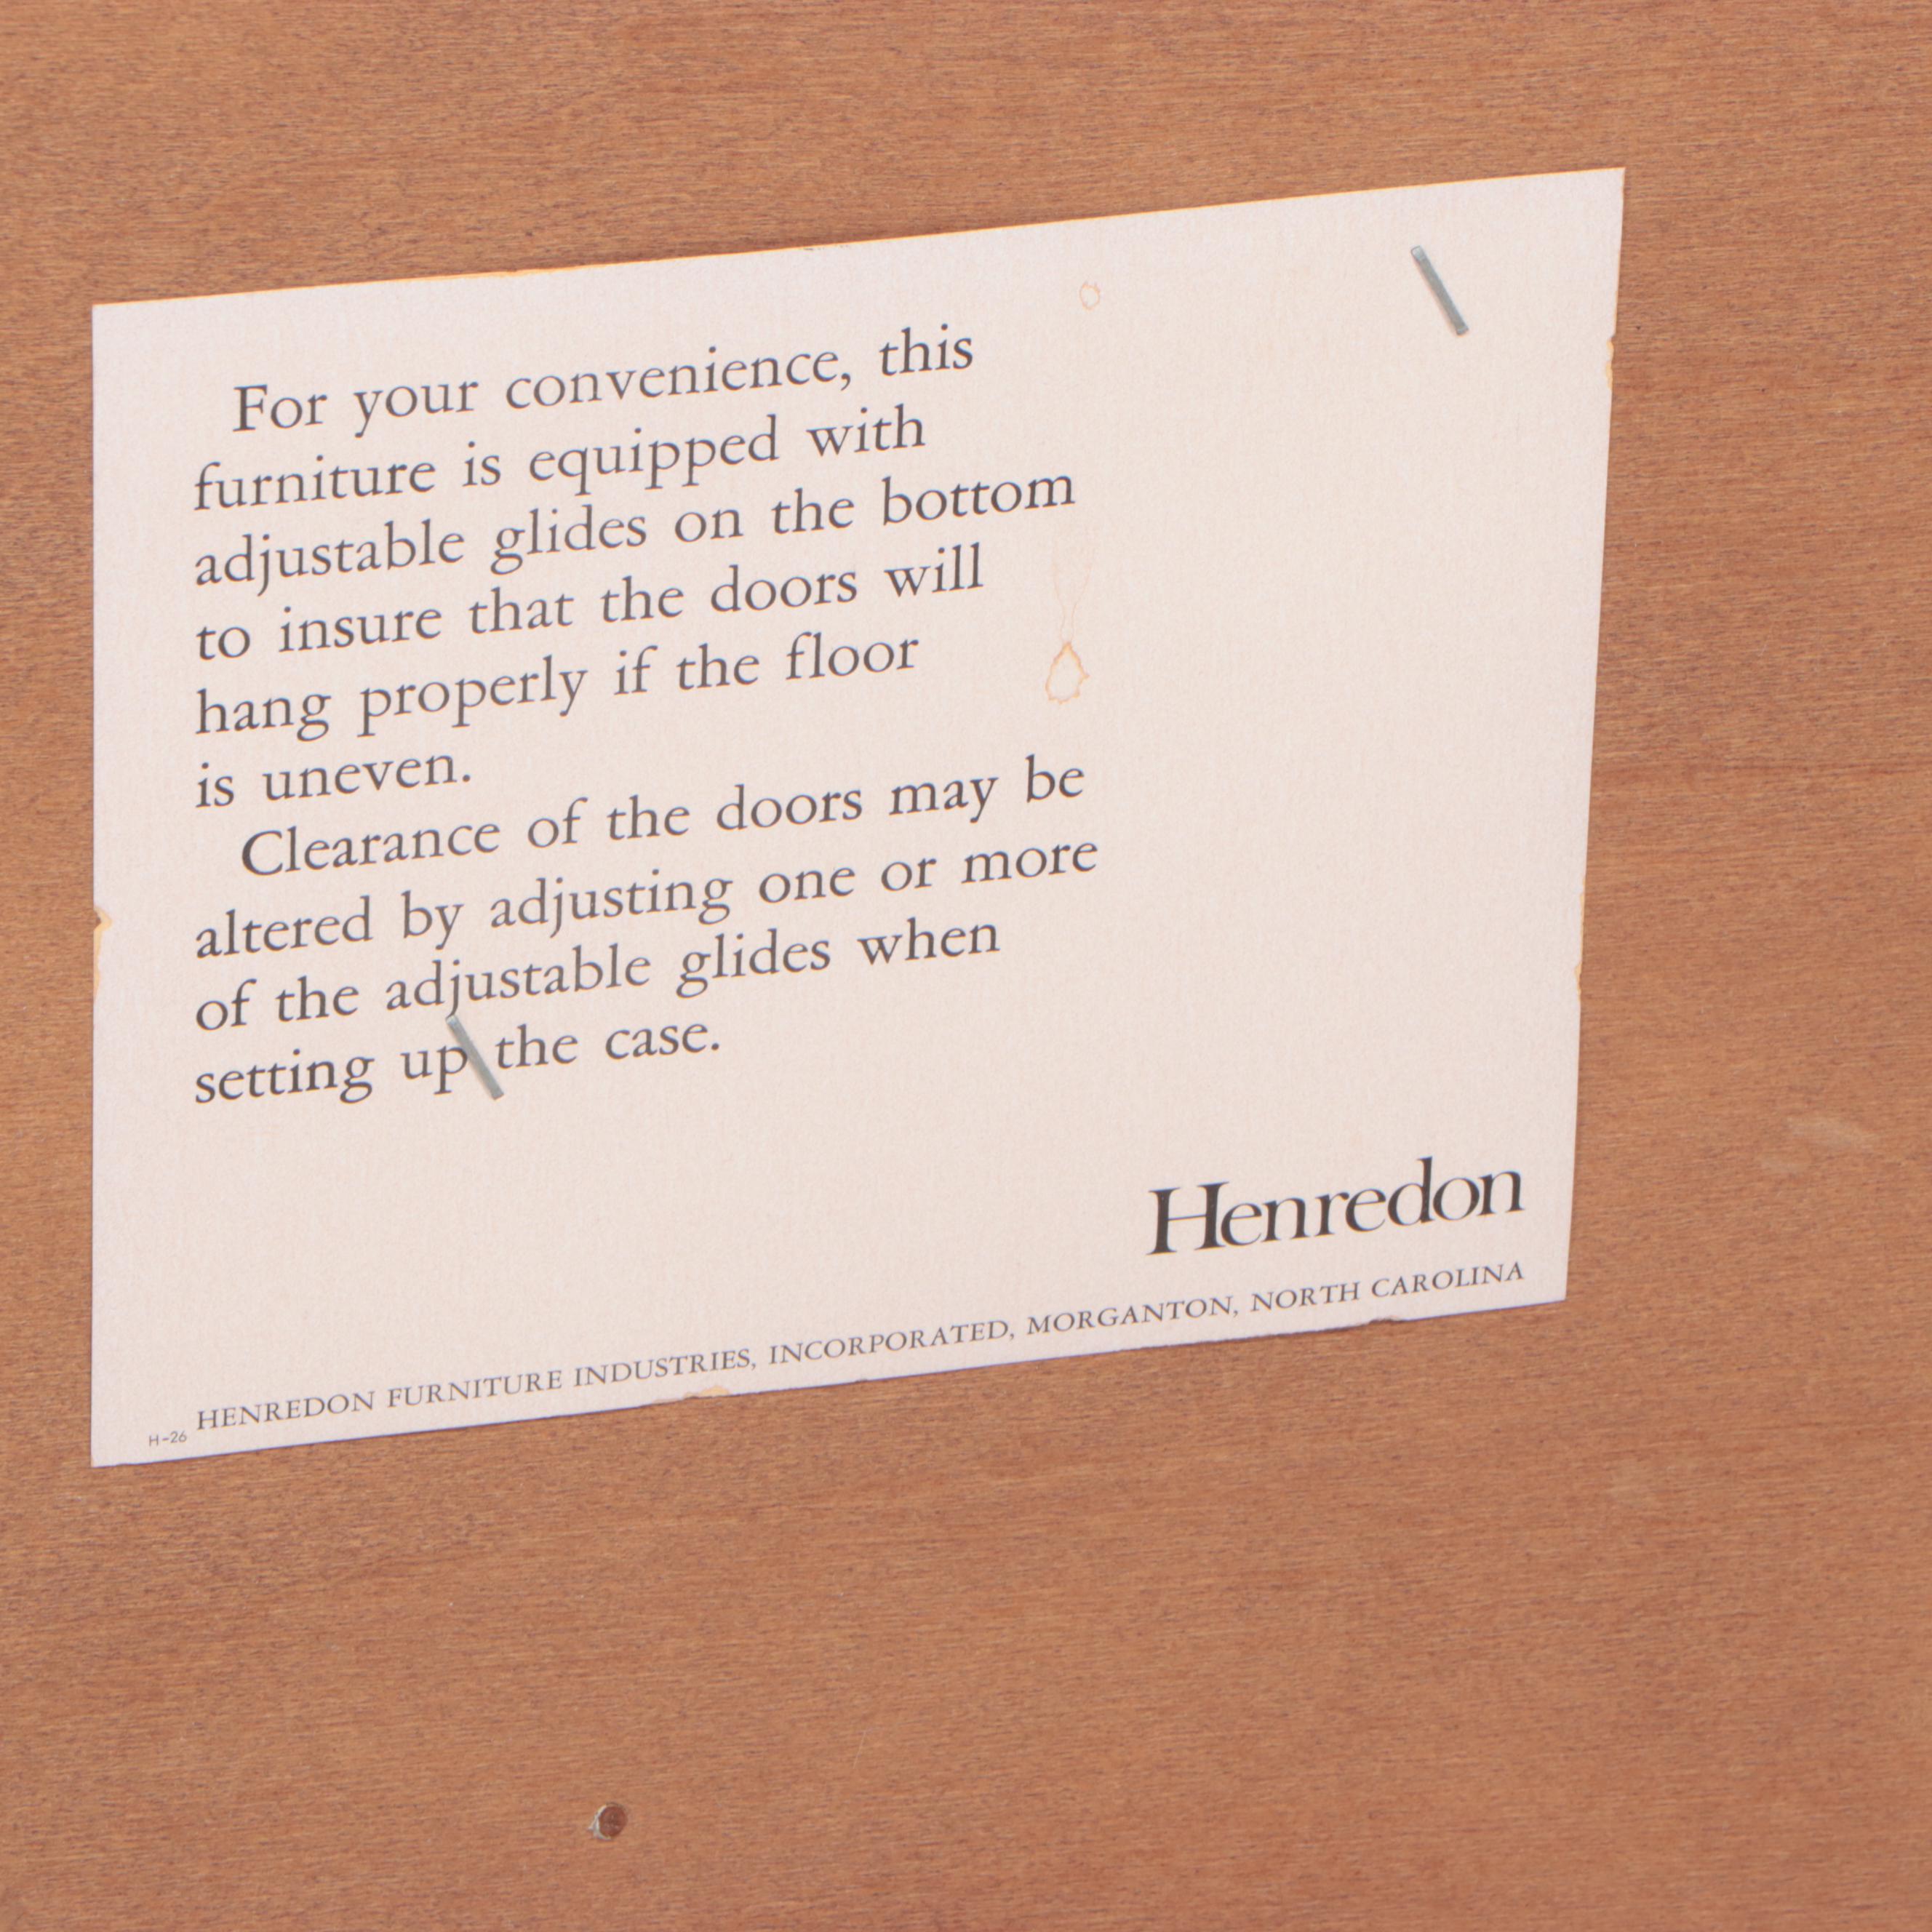 For your convenience, this
furniture is equipped with
adjustable glides on the bottom
to insure that the doors will
hang properly if the floor
is uneven.
Clearance of the doors may be
altered by adjusting one or more
of the adjustable glides when
setting up the case.
Henredon
HENREDON FURNITURE INDUSTRIES, INCORPORATED, MORGANTON, NORTH CAROLINA
H-26